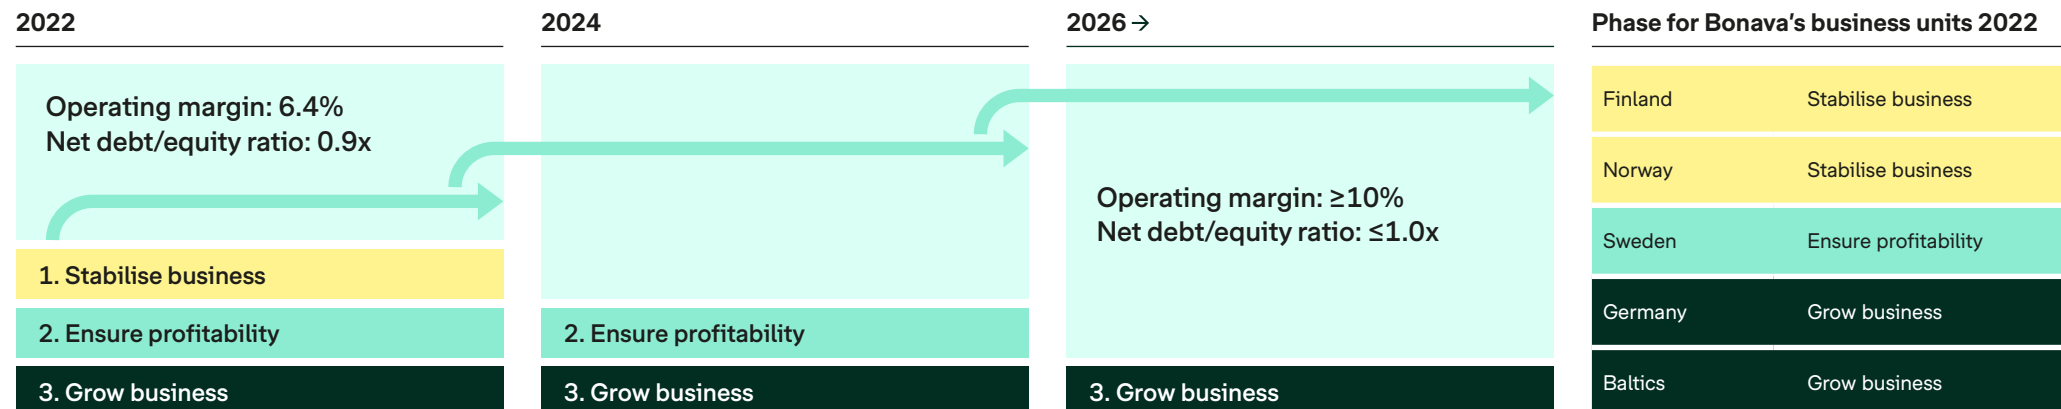 2022
Operating margin: 6.4%
Net debt/equity ratio: 0.9x
1. Stabilise business
2. Ensure profitability
3. Grow business
2024
2. Ensure profitability
3. Grow business
2026 →
Operating margin: ≥10%
Net debt/equity ratio: ≤1.0x
3. Grow business
Phase for Bonava's business units 2022
Finland Stabilise business
Norway Stabilise business
Sweden Ensure profitability
Germany Grow business
Baltics Grow business